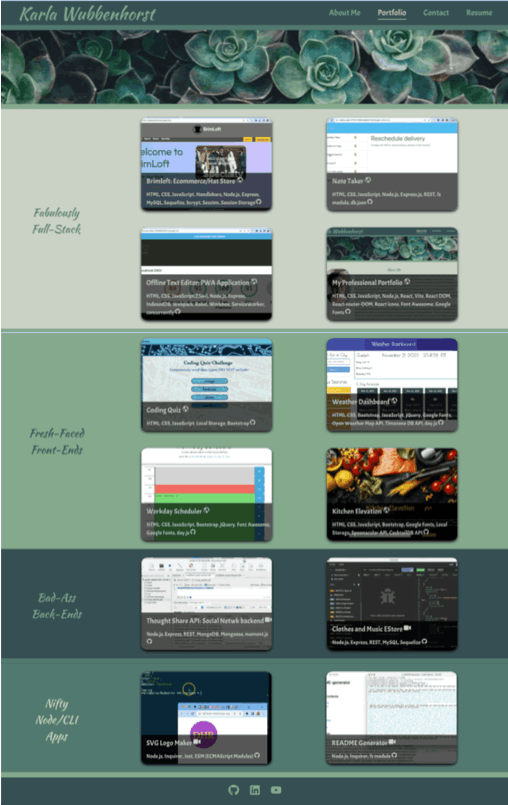 Karla Wubbenhorst
About Me Portfolio Contact Resume
Fabulously
Full-Stack
BrimLoft
elcome to
imLoft
Brimloft: Ecommerce/Hat Store
HTML, CSS, JavaScript, Handlebars, Node.js, Express,
MySQL, Sequelize, bcrypt, Session, Session Storage
Reschedule delivery
Note Taker
HTML, CSS, JavaScript, Node.js, Express.js, REST, fs
module, db.json
Offline Text Editor: PWA Application
HTML, CSS, JavaScript / Node.js, Express,
IndexedDB, Webpack, Babel, Workbox, Serviceworker,
concurrently
Wubbenhorst
My Professional Portfolio
HTML, CSS, JavaScript, Node.js, React, Vite, React DOM,
React-router-DOM, React Icons, Font Awesome, Google
Fonts
Fresh-Faced
Front-Ends
Coding Quiz Challenge
Coding Quiz
HTML, CSS, JavaScript, Local Storage, Bootstrap
Weather Dashboard
Weather Dashboard
HTML, CSS, Bootstrap, JavaScript, jQuery, Google Fonts,
Open Weather Map API, Timezone DB API, day.js
Workday Scheduler
HTML, CSS, JavaScript, Bootstrap, jQuery, Font Awesome,
Google Fonts, day.js
Kitchen Elevation
HTML, CSS, JavaScript, Bootstrap, Google Fonts, Local
Storage, Spoonacular API, CocktailDB API
Bad-Ass
Back-Ends
Thought Share API: Social Netwk backend
Node.js, Express, REST, MongoDB, Mongoose, moment.js
Clothes and Music EStore
Node.js, Express, REST, MySQL, Sequelize
Nifty
Node/CLI
Apps
SVG Logo Maker
Node.js, Inquirer, Jest, ESM (ECMAScript Modules)
README Generator
Node.js, Inquirer, fs module